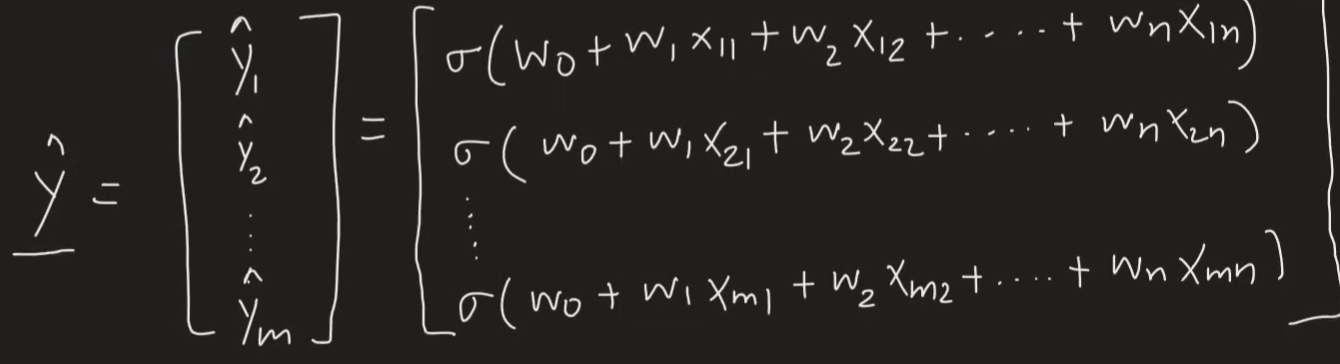 ŷ = [ ŷ₁ ] = [ σ(w₀ + w₁x₁₁ + w₂x₁₂ + ..... + wₙx₁ₙ)
[ ŷ₂ ] [ σ(w₀ + w₁x₂₁ + w₂x₂₂ + ..... + wₙx₂ₙ)
⋮ ⋮
[ ŷₘ ] [ σ(w₀ + w₁xₘ₁ + w₂xₘ₂ + ..... + wₙxₘₙ) ]